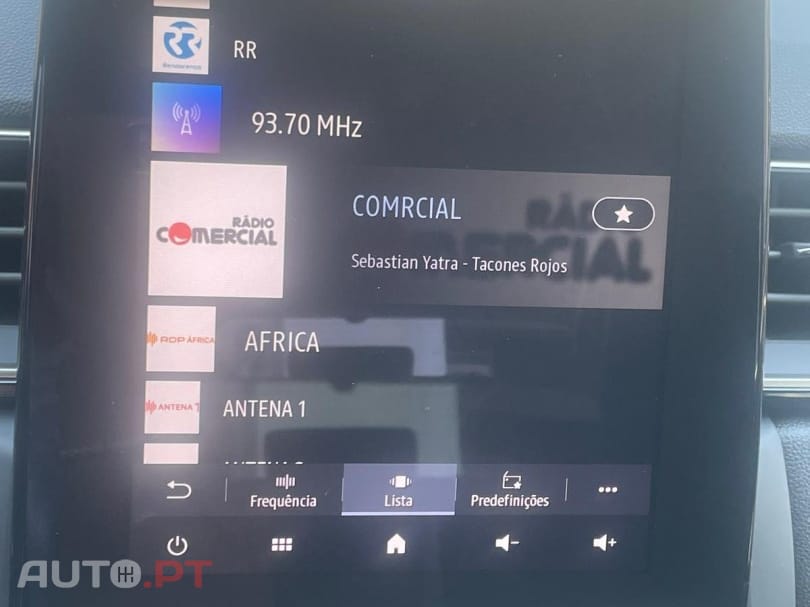 RR
Renascença
93.70 MHz
RÁDIO
COMERCIAL
COMRCIAL
Sebastian Yatra - Tacones Rojos
RDP ÁFRICA
AFRICA
ANTENA 1
ANTENA 1
Frequência
Lista
Predefinições
AUTO.PT